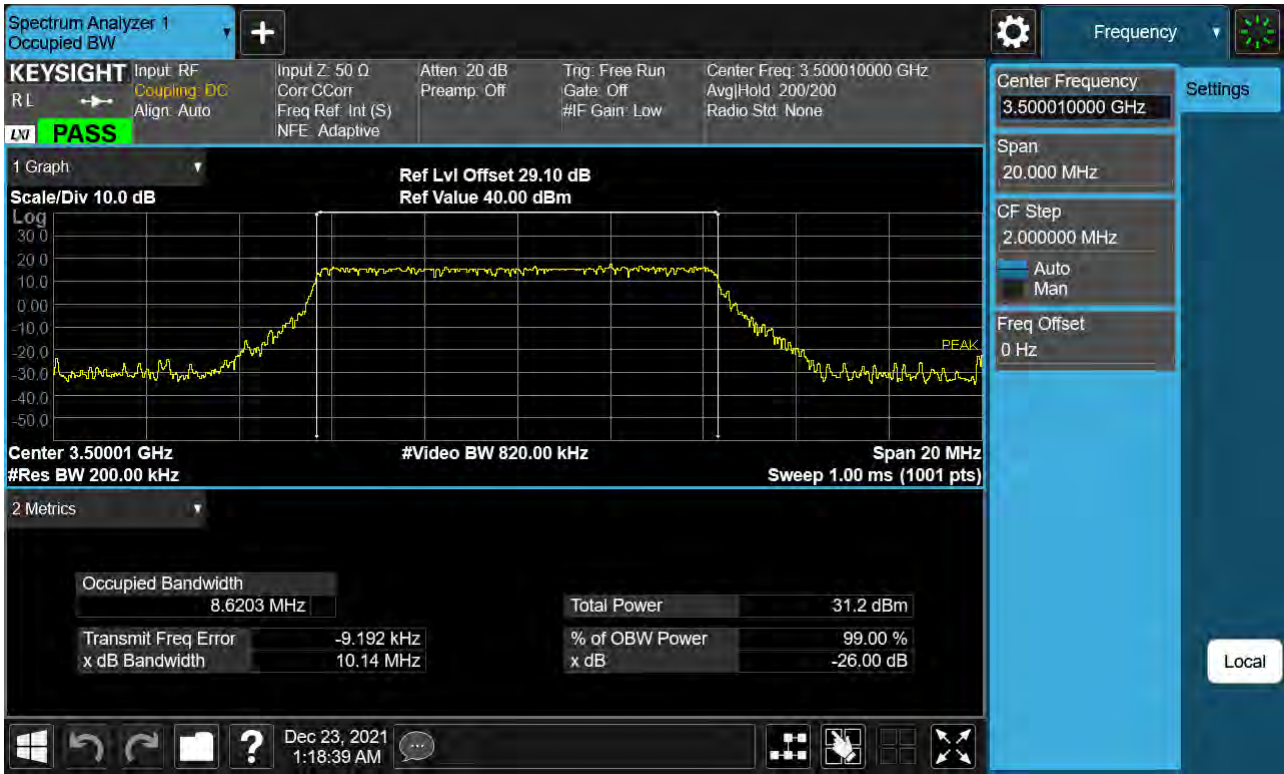 Spectrum Analyzer 1
Occupied BW
+
Frequency
KEYSIGHT
RL
LXI PASS
Input: RF
Coupling: DC
Align: Auto
Input Z: 50 Ω
Corr CCorr
Freq Ref: Int (S)
NFE: Adaptive
Atten: 20 dB
Preamp: Off
Trig: Free Run
Gate: Off
#IF Gain: Low
Center Freq: 3.500010000 GHz
Avg|Hold: 200/200
Radio Std: None
Center Frequency
3.500010000 GHz
Settings
Span
20.000 MHz
CF Step
2.000000 MHz
Auto
Man
Freq Offset
0 Hz
Local
1 Graph
Scale/Div 10.0 dB
Ref Lvl Offset 29.10 dB
Ref Value 40.00 dBm
Log
30.0
20.0
10.0
0.00
-10.0
-20.0
-30.0
-40.0
-50.0
PEAK
Center 3.50001 GHz
#Video BW 820.00 kHz
Span 20 MHz
#Res BW 200.00 kHz
Sweep 1.00 ms (1001 pts)
2 Metrics
Occupied Bandwidth
8.6203 MHz
Total Power 31.2 dBm
Transmit Freq Error -9.192 kHz
% of OBW Power 99.00 %
x dB Bandwidth 10.14 MHz
x dB -26.00 dB
?
Dec 23, 2021
1:18:39 AM